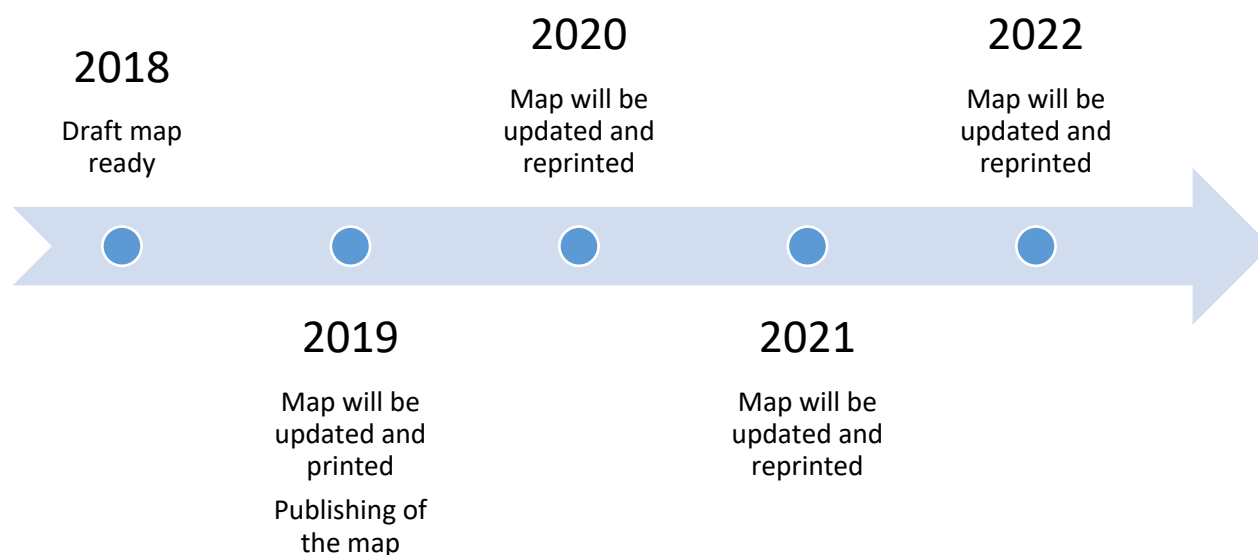 2018
Draft map
ready
2019
Map will be
updated and
printed
Publishing of
the map
2020
Map will be
updated and
reprinted
2021
Map will be
updated and
reprinted
2022
Map will be
updated and
reprinted